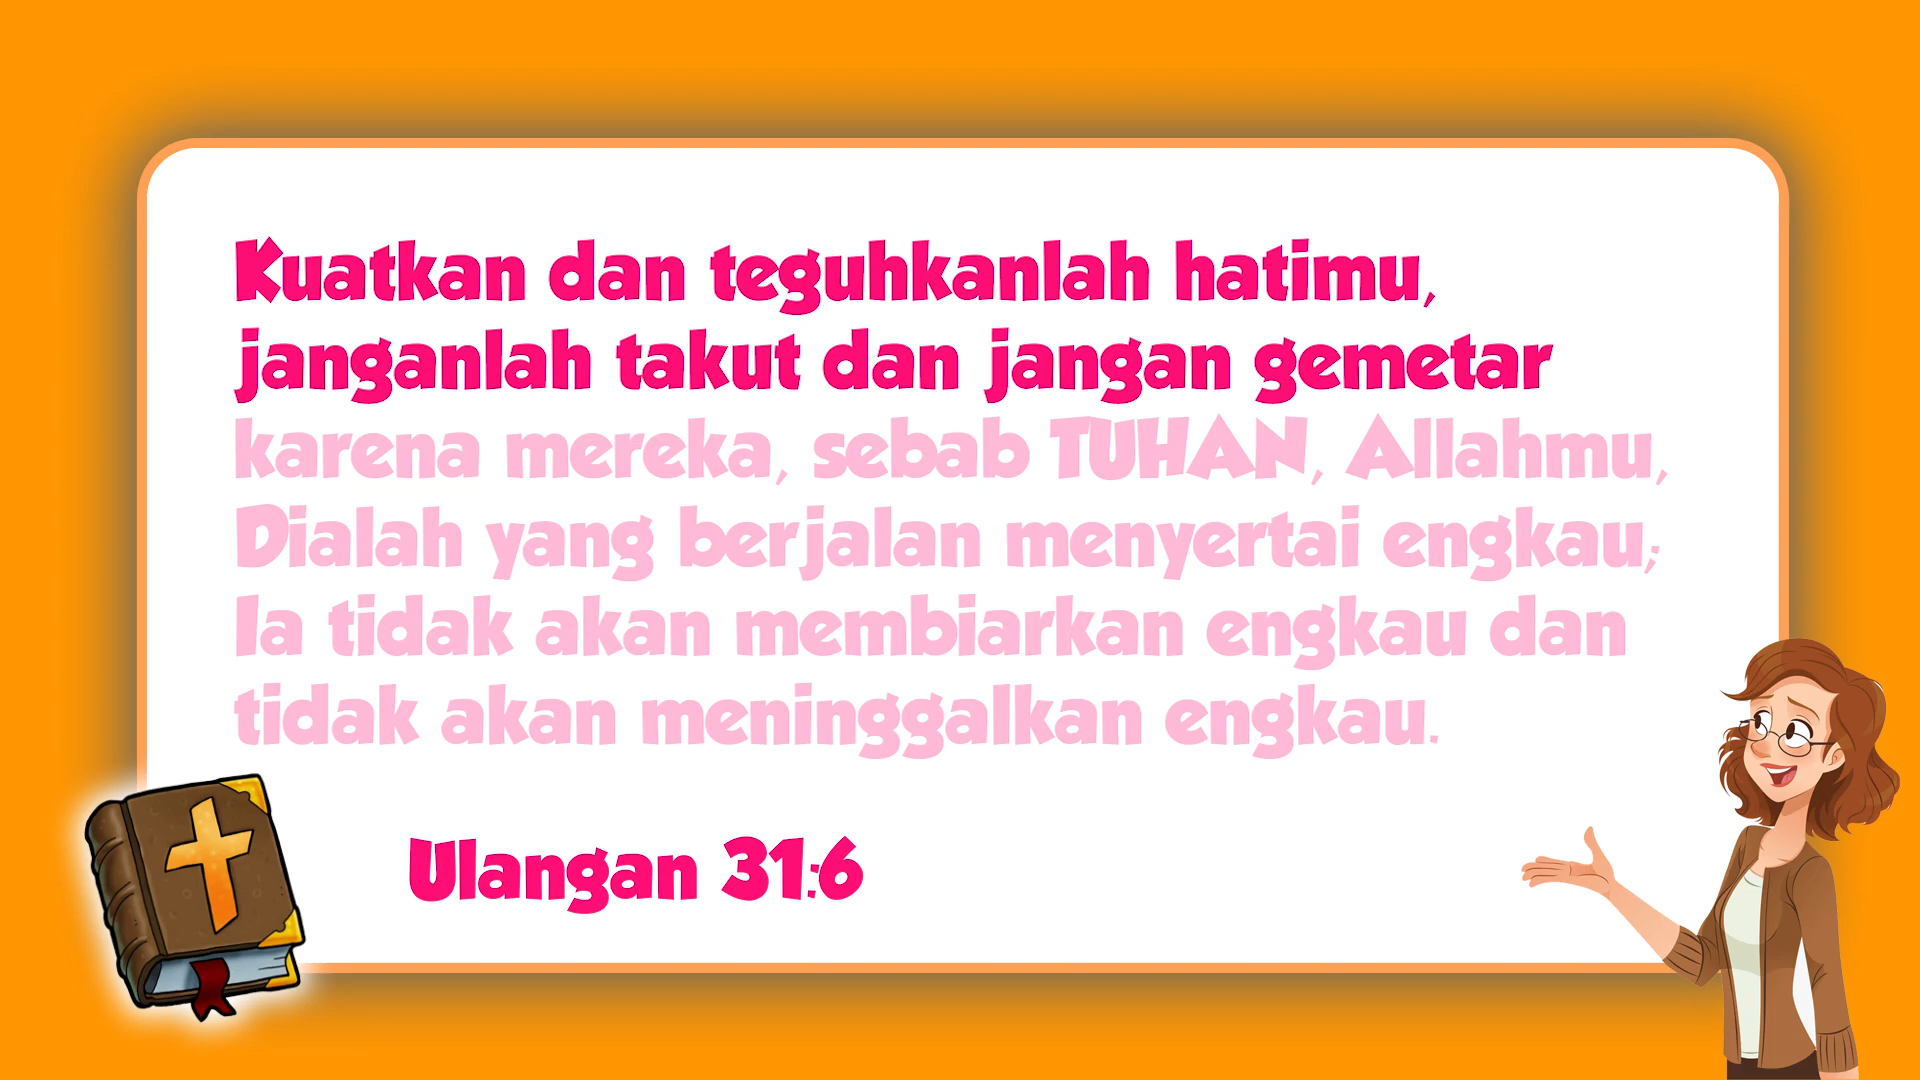 Kuatkan dan teguhkanlah hatimu,
janganlah takut dan jangan gemetar
karena mereka, sebab TUHAN, Allahmu,
Dialah yang berjalan menyertai engkau;
Ia tidak akan membiarkan engkau dan
tidak akan meninggalkan engkau.
Ulangan 31:6